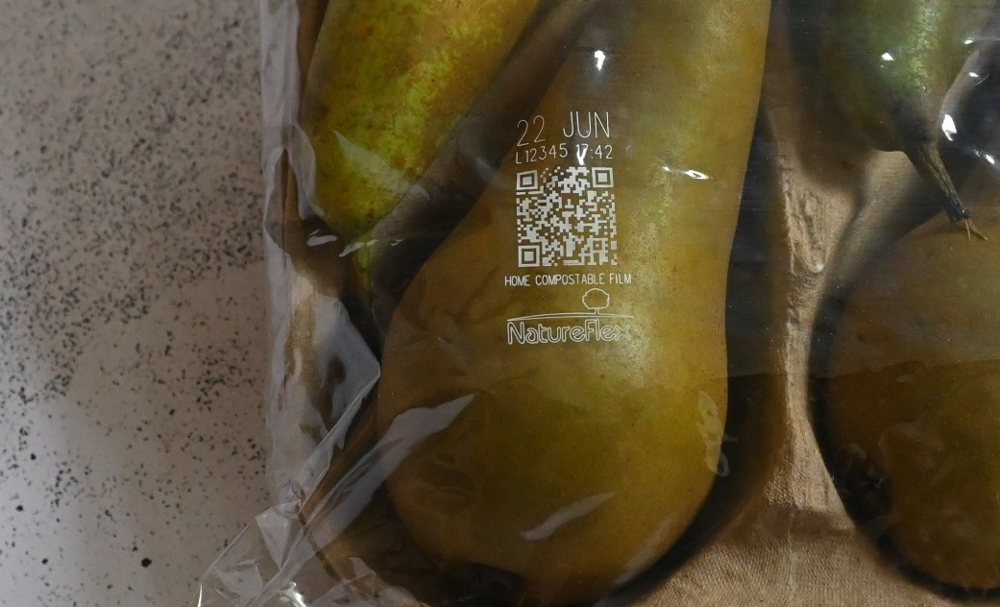 22 JUN
L12345 17:42
HOME COMPOSTABLE FILM
NatureFlex